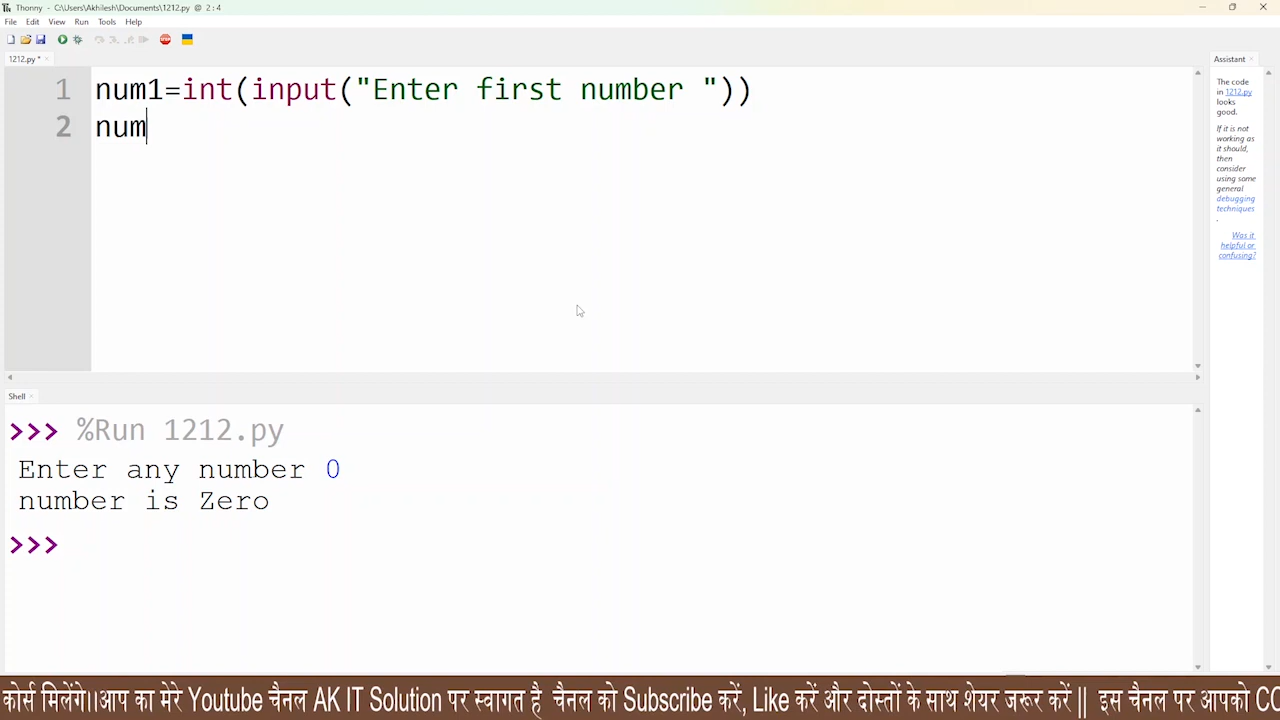 Thonny - C:\Users\Akhilesh\Documents\1212.py @ 2 : 4
File Edit View Run Tools Help
1212.py * ×
1 num1=int(input("Enter first number "))
2 num
Assistant ×
The code
in 1212.py
looks
good.
If it is not
working as
it should,
then
consider
using some
general
debugging
techniques
.
Was it
helpful or
confusing?
Shell ×
>>> %Run 1212.py
Enter any number 0
number is Zero
>>>
कोर्स मिलेंगे।।आप का मेरे Youtube चैनल AK IT Solution पर स्वागत है चैनल को Subscribe करें, Like करें और दोस्तों के साथ शेयर जरूर करें || इस चैनल पर आपको CC